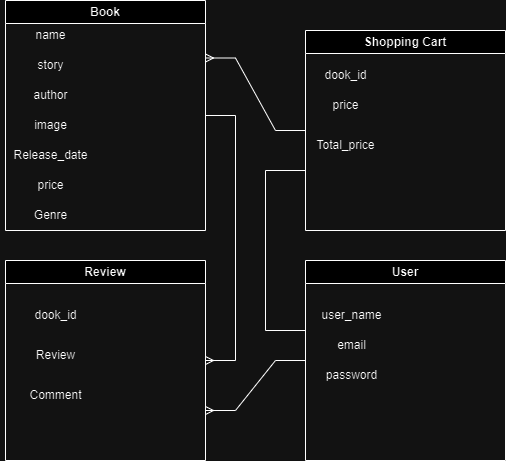 Book
name
story
author
image
Release_date
price
Genre
Shopping Cart
dook_id
price
Total_price
Review
dook_id
Review
Comment
User
user_name
email
password